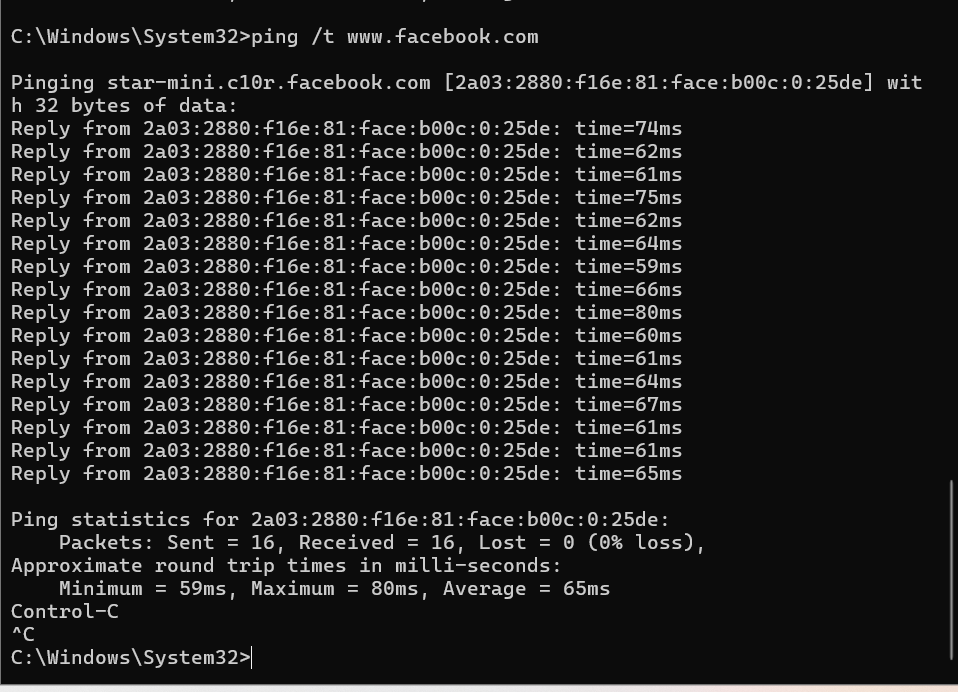 C:\Windows\System32>ping /t www.facebook.com
Pinging star-mini.c10r.facebook.com [2a03:2880:f16e:81:face:b00c:0:25de] wit
h 32 bytes of data:
Reply from 2a03:2880:f16e:81:face:b00c:0:25de: time=74ms
Reply from 2a03:2880:f16e:81:face:b00c:0:25de: time=62ms
Reply from 2a03:2880:f16e:81:face:b00c:0:25de: time=61ms
Reply from 2a03:2880:f16e:81:face:b00c:0:25de: time=75ms
Reply from 2a03:2880:f16e:81:face:b00c:0:25de: time=62ms
Reply from 2a03:2880:f16e:81:face:b00c:0:25de: time=64ms
Reply from 2a03:2880:f16e:81:face:b00c:0:25de: time=59ms
Reply from 2a03:2880:f16e:81:face:b00c:0:25de: time=66ms
Reply from 2a03:2880:f16e:81:face:b00c:0:25de: time=80ms
Reply from 2a03:2880:f16e:81:face:b00c:0:25de: time=60ms
Reply from 2a03:2880:f16e:81:face:b00c:0:25de: time=61ms
Reply from 2a03:2880:f16e:81:face:b00c:0:25de: time=64ms
Reply from 2a03:2880:f16e:81:face:b00c:0:25de: time=67ms
Reply from 2a03:2880:f16e:81:face:b00c:0:25de: time=61ms
Reply from 2a03:2880:f16e:81:face:b00c:0:25de: time=61ms
Reply from 2a03:2880:f16e:81:face:b00c:0:25de: time=65ms
Ping statistics for 2a03:2880:f16e:81:face:b00c:0:25de:
    Packets: Sent = 16, Received = 16, Lost = 0 (0% loss),
Approximate round trip times in milli-seconds:
    Minimum = 59ms, Maximum = 80ms, Average = 65ms
Control-C
^C
C:\Windows\System32>